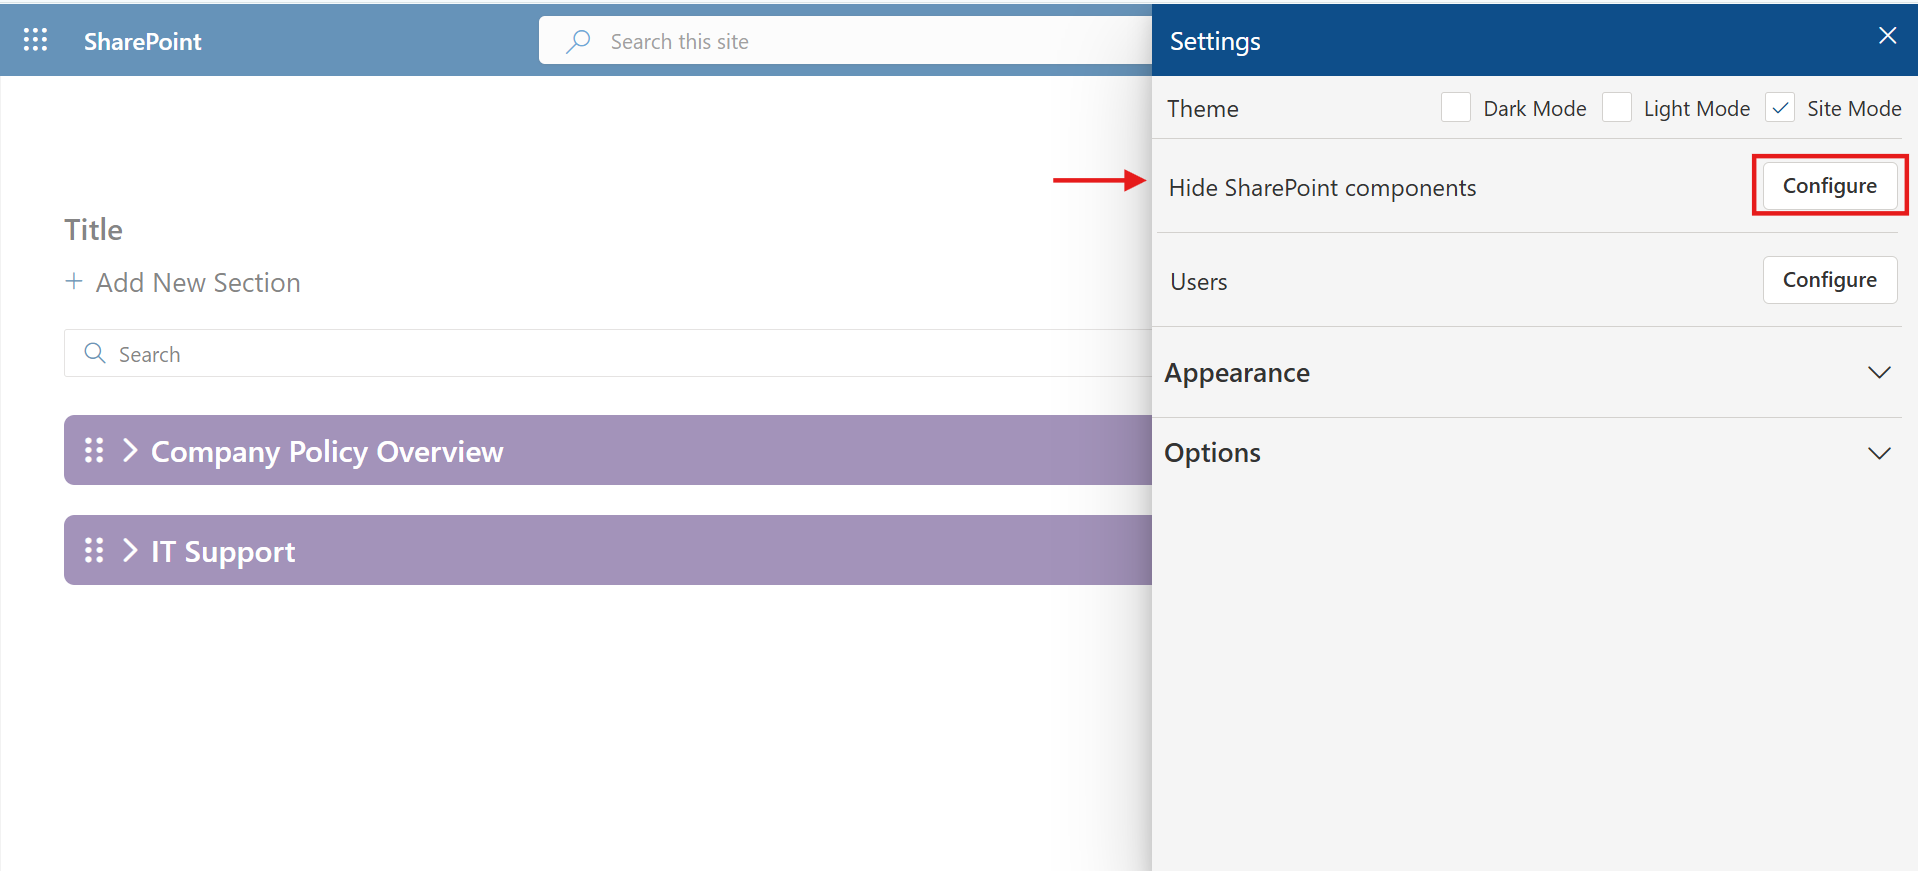 SharePoint
Search this site
Settings
Theme
Dark Mode
Light Mode
Site Mode
Hide SharePoint components
Configure
Users
Configure
Appearance
Options
Title
Add New Section
Search
Company Policy Overview
IT Support